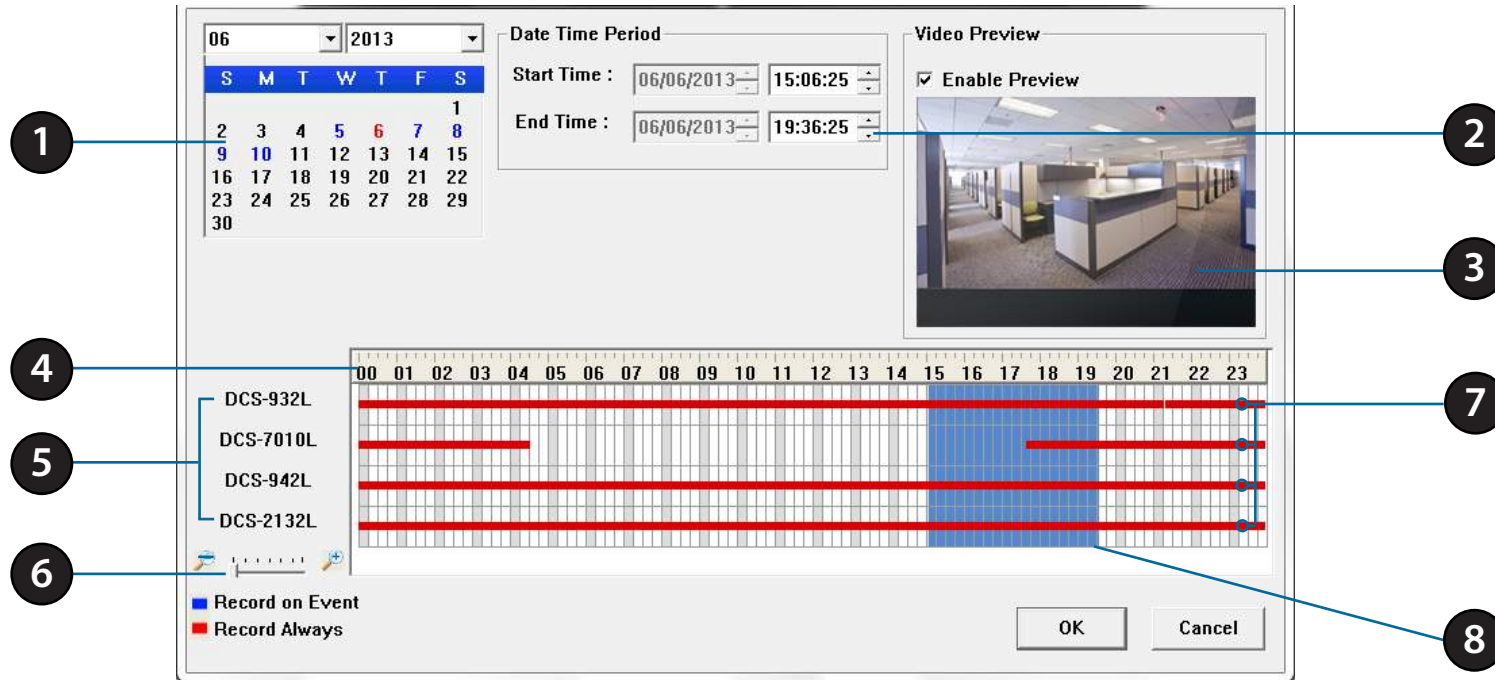 06 2013
S M T W T F S
1
2 3 4 5 6 7 8
9 10 11 12 13 14 15
16 17 18 19 20 21 22
23 24 25 26 27 28 29
30
Date Time Period
Start Time : 06/06/2013 15:06:25
End Time : 06/06/2013 19:36:25
Video Preview
Enable Preview
1
2
3
4
00 01 02 03 04 05 06 07 08 09 10 11 12 13 14 15 16 17 18 19 20 21 22 23
DCS-932L
7
DCS-7010L
5
DCS-942L
DCS-2132L
6
Record on Event
Record Always
OK
Cancel
8